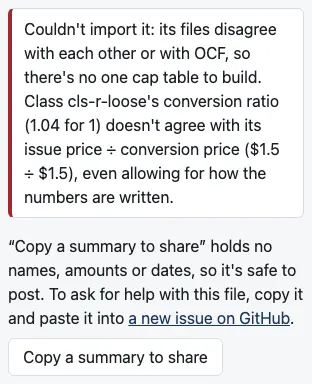 Couldn't import it: its files disagree
with each other or with OCF, so
there's no one cap table to build.
Class cls-r-loose's conversion ratio
(1.04 for 1) doesn't agree with its
issue price ÷ conversion price ($1.5
÷ $1.5), even allowing for how the
numbers are written.
“Copy a summary to share” holds no
names, amounts or dates, so it's safe to
post. To ask for help with this file, copy it
and paste it into a new issue on GitHub.
Copy a summary to share